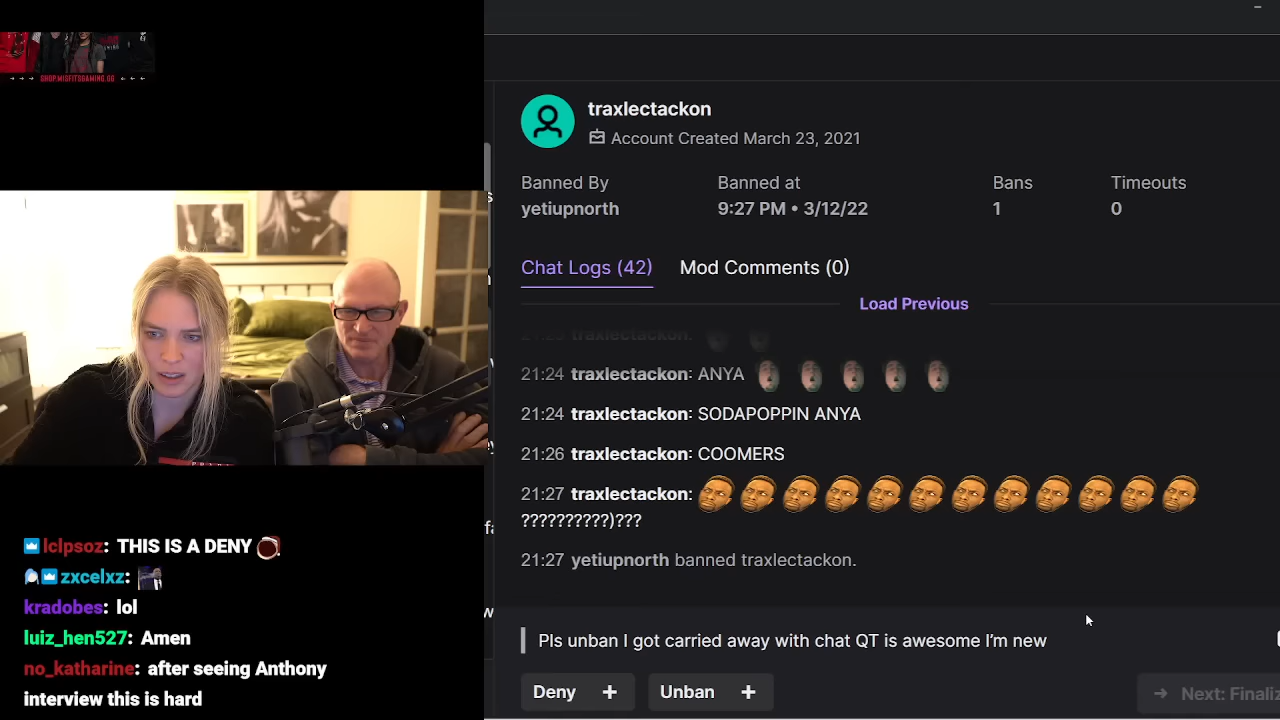 SHOP.MISFITSGAMING.GG
lclpsoz: THIS IS A DENY
zxcelxz:
kradobes: lol
luiz_hen527: Amen
no_katharine: after seeing Anthony
interview this is hard
traxlectackon
Account Created March 23, 2021
Banned By
yetiupnorth
Banned at
9:27 PM • 3/12/22
Bans
1
Timeouts
0
Chat Logs (42)
Mod Comments (0)
Load Previous
traxlectackon:
21:24 traxlectackon: ANYA
21:24 traxlectackon: SODAPOPPIN ANYA
21:26 traxlectackon: COOMERS
21:27 traxlectackon:
??????????)???
21:27 yetiupnorth banned traxlectackon.
Pls unban I got carried away with chat QT is awesome I'm new
Deny +
Unban +
Next: Finaliz